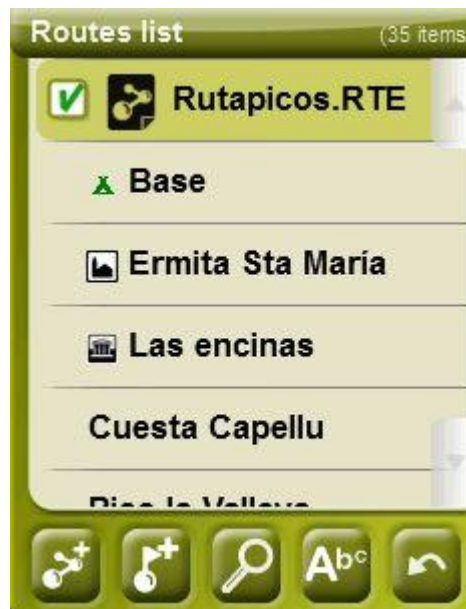 Routes list (35 items
Rutapicos.RTE
Base
Ermita Sta María
Las encinas
Cuesta Capellu
Abc